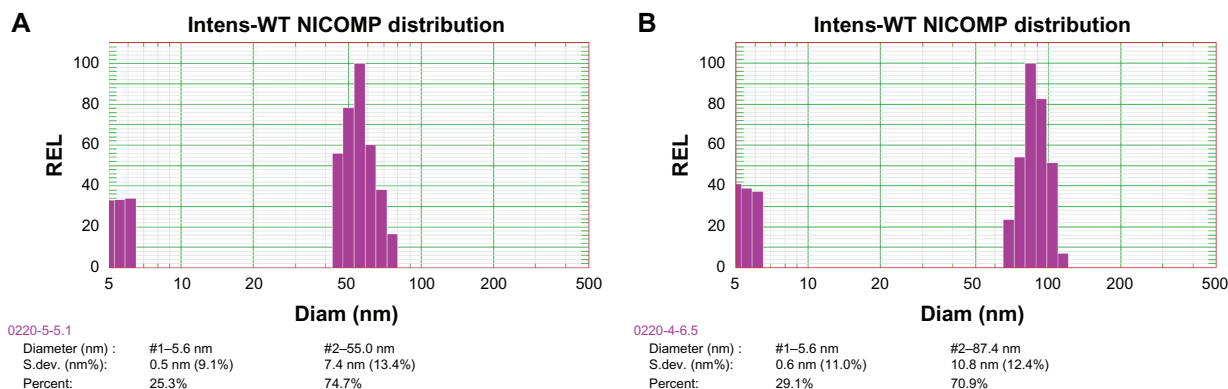 A
Intens-WT NICOMP distribution
REL
100
80
60
40
20
0
5 10 20 50 100 200 500
Diam (nm)
0220-5-5.1
Diameter (nm) : #1–5.6 nm #2–55.0 nm
S.dev. (nm%): 0.5 nm (9.1%) 7.4 nm (13.4%)
Percent: 25.3% 74.7%
B
Intens-WT NICOMP distribution
REL
100
80
60
40
20
0
5 10 20 50 100 200 500
Diam (nm)
0220-4-6.5
Diameter (nm) : #1–5.6 nm #2–87.4 nm
S.dev. (nm%): 0.6 nm (11.0%) 10.8 nm (12.4%)
Percent: 29.1% 70.9%